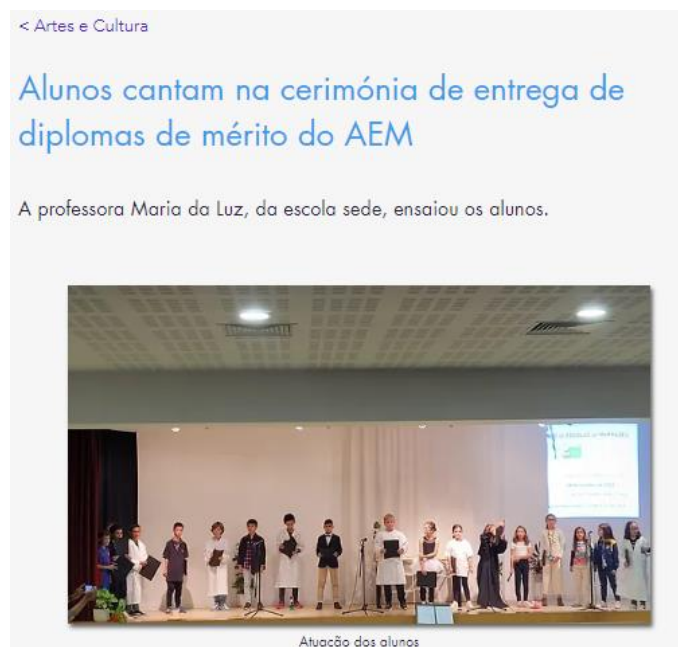 < Artes e Cultura
Alunos cantam na cerimónia de entrega de
diplomas de mérito do AEM
A professora Maria da Luz, da escola sede, ensaiou os alunos.
Atuação dos alunos